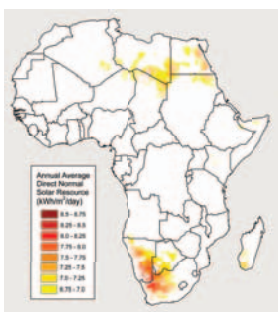 Annual Average
Direct Normal
Solar Resource
(kWh/m²/day)
8.5 - 8.75
8.25 - 8.5
8.0 - 8.25
7.75 - 8.0
7.5 - 7.75
7.25 - 7.5
7.0 - 7.25
6.75 - 7.0